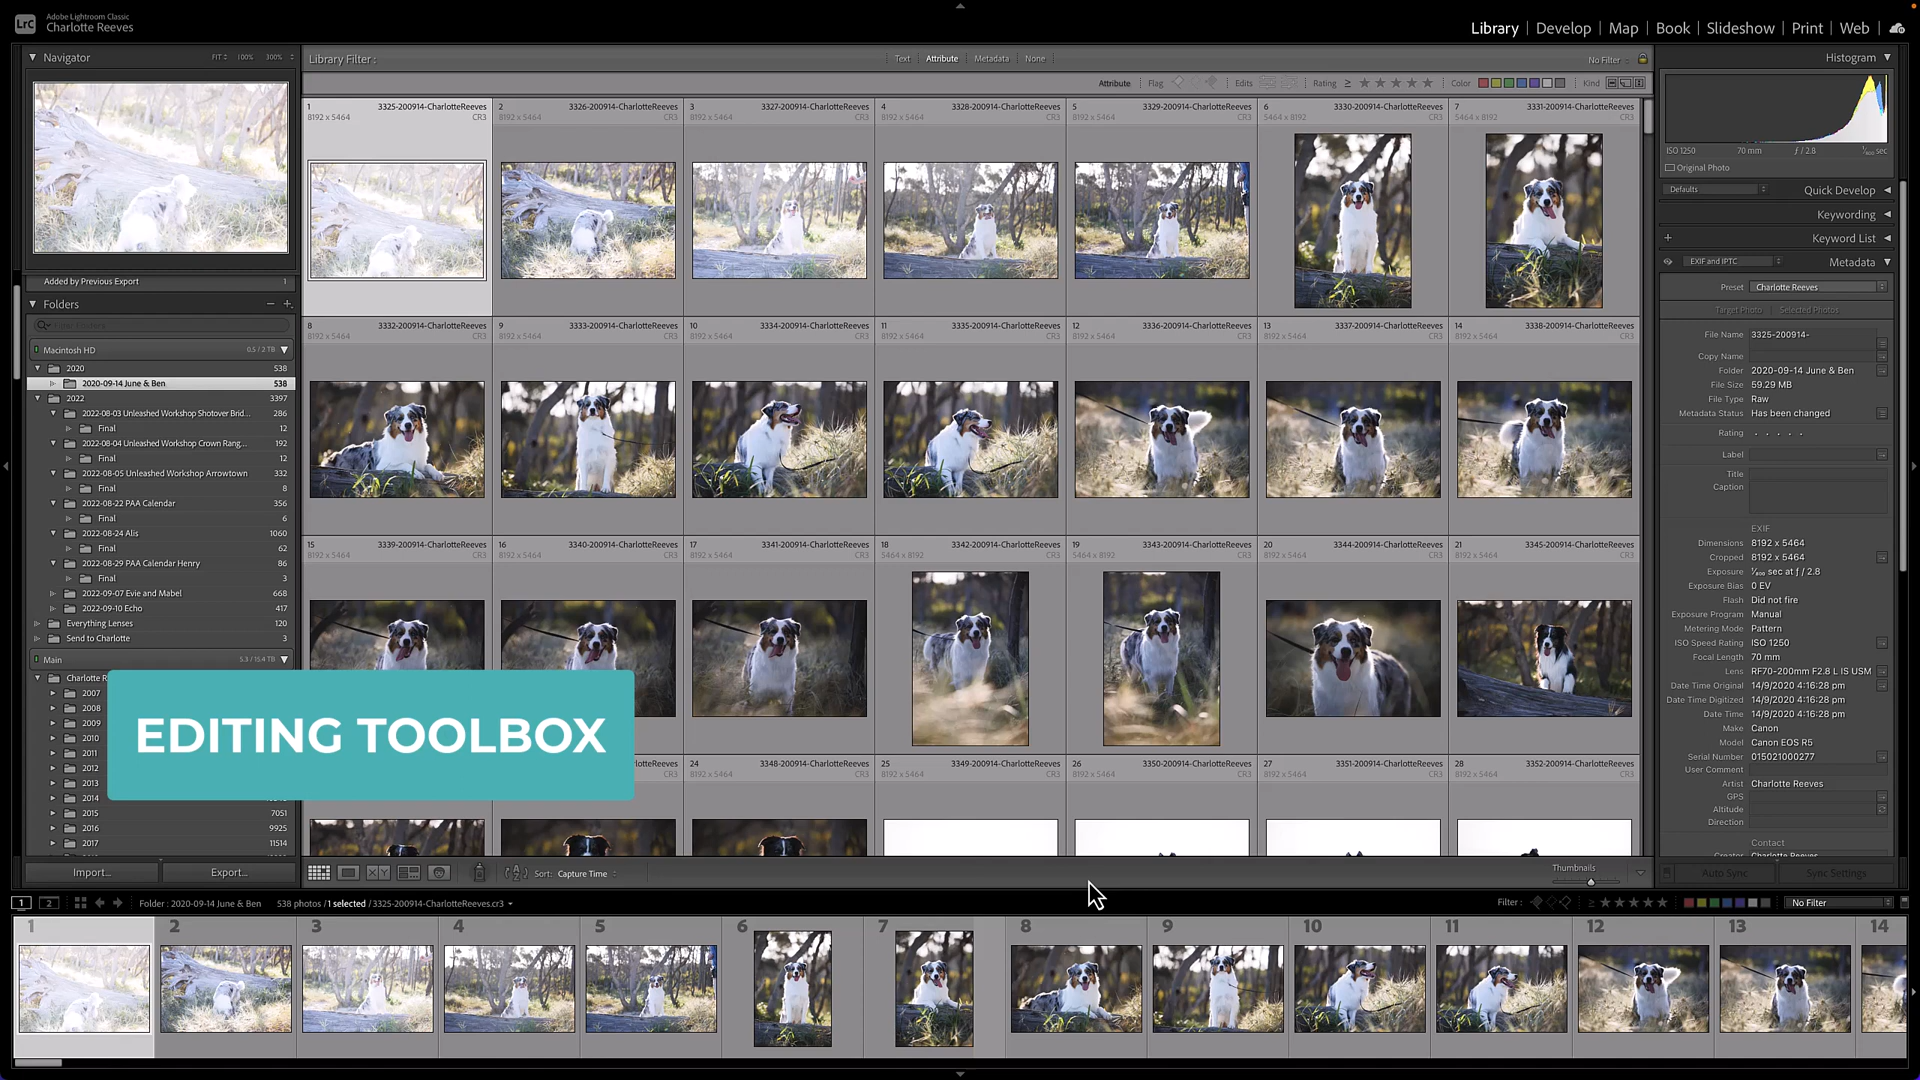 Lrc
Adobe Lightroom Classic
Charlotte Reeves
Library | Develop | Map | Book | Slideshow | Print | Web
Navigator
FIT
100%
300%
Added by Previous Export 1
Folders
Macintosh HD 0.5 / 2 TB
2020 538
2020-09-14 June & Ben 538
2022 3397
2022-08-03 Unleashed Workshop Shotover Brid... 286
Final 12
2022-08-04 Unleashed Workshop Crown Rang... 192
Final 12
2022-08-05 Unleashed Workshop Arrowtown 332
Final 8
2022-08-22 PAA Calendar 356
Final 6
2022-08-24 Alis 1060
Final 62
2022-08-29 PAA Calendar Henry 86
Final 3
2022-09-07 Evie and Mabel 668
2022-09-10 Echo 417
Everything Lenses 120
Send to Charlotte 3
Main 5.3 / 15.4 TB
Charlotte R
2007
2008
2009
2010
2011
2012
2013
2014
2015 7051
2016 9925
2017 11514
EDITING TOOLBOX
Import...
Export...
Library Filter :
Text | Attribute | Metadata | None
No Filter
Attribute
Flag
Edits
Rating ≥
Color
Kind
1 3325-200914-CharlotteReeves
8192 x 5464 CR3
2 3326-200914-CharlotteReeves
8192 x 5464 CR3
3 3327-200914-CharlotteReeves
8192 x 5464 CR3
4 3328-200914-CharlotteReeves
8192 x 5464 CR3
5 3329-200914-CharlotteReeves
8192 x 5464 CR3
6 3330-200914-CharlotteReeves
5464 x 8192 CR3
7 3331-200914-CharlotteReeves
5464 x 8192 CR3
8 3332-200914-CharlotteReeves
8192 x 5464 CR3
9 3333-200914-CharlotteReeves
8192 x 5464 CR3
10 3334-200914-CharlotteReeves
8192 x 5464 CR3
11 3335-200914-CharlotteReeves
8192 x 5464 CR3
12 3336-200914-CharlotteReeves
8192 x 5464 CR3
13 3337-200914-CharlotteReeves
8192 x 5464 CR3
14 3338-200914-CharlotteReeves
8192 x 5464 CR3
15 3339-200914-CharlotteReeves
8192 x 5464 CR3
16 3340-200914-CharlotteReeves
8192 x 5464 CR3
17 3341-200914-CharlotteReeves
8192 x 5464 CR3
18 3342-200914-CharlotteReeves
5464 x 8192 CR3
19 3343-200914-CharlotteReeves
5464 x 8192 CR3
20 3344-200914-CharlotteReeves
8192 x 5464 CR3
21 3345-200914-CharlotteReeves
8192 x 5464 CR3
24 3348-200914-CharlotteReeves
8192 x 5464 CR3
25 3349-200914-CharlotteReeves
8192 x 5464 CR3
26 3350-200914-CharlotteReeves
8192 x 5464 CR3
27 3351-200914-CharlotteReeves
8192 x 5464 CR3
28 3352-200914-CharlotteReeves
8192 x 5464 CR3
Sort: Capture Time
Thumbnails
Histogram
ISO 1250 70 mm ƒ / 2.8 sec
Original Photo
Defaults
Quick Develop
Keywording
Keyword List
EXIF and IPTC
Metadata
Preset Charlotte Reeves
Target Photo
Selected Photos
File Name 3325-200914-
Copy Name
Folder 2020-09-14 June & Ben
File Size 59.29 MB
File Type Raw
Metadata Status Has been changed
Rating
Label
Title
Caption
EXIF
Dimensions 8192 x 5464
Cropped 8192 x 5464
Exposure sec at ƒ / 2.8
Exposure Bias 0 EV
Flash Did not fire
Exposure Program Manual
Metering Mode Pattern
ISO Speed Rating ISO 1250
Focal Length 70 mm
Lens RF70-200mm F2.8 L IS USM
Date Time Original 14/9/2020 4:16:28 pm
Date Time Digitized 14/9/2020 4:16:28 pm
Date Time 14/9/2020 4:16:28 pm
Make Canon
Model Canon EOS R5
Serial Number 015021000277
User Comment
Artist Charlotte Reeves
GPS
Altitude
Direction
Contact
Creator Charlotte Reeves
Auto Sync
Sync Settings
1 2
Folder : 2020-09-14 June & Ben
538 photos / 1 selected / 3325-200914-CharlotteReeves.cr3
Filter :
No Filter
1 2 3 4 5 6 7 8 9 10 11 12 13 14